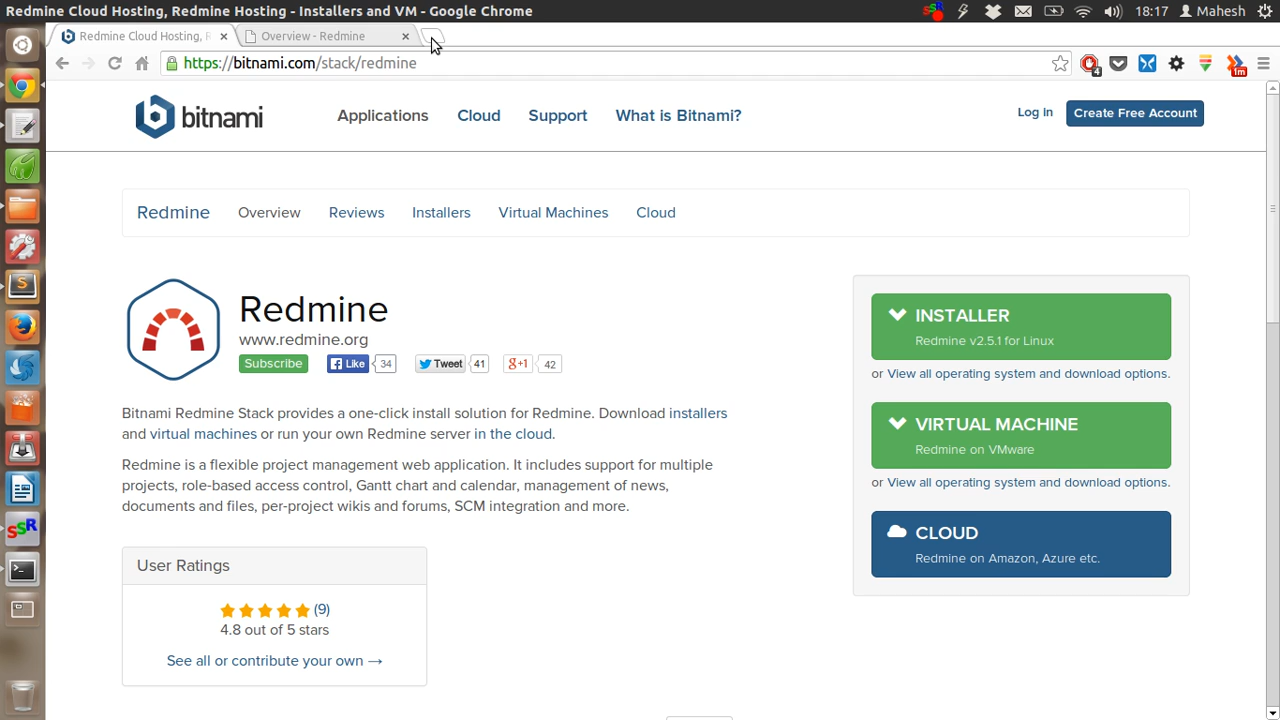 Redmine Cloud Hosting, Redmine Hosting - Installers and VM - Google Chrome
18:17 Mahesh
Redmine Cloud Hosting, R
Overview - Redmine
https://bitnami.com/stack/redmine
4
1m
bitnami
Applications Cloud Support What is Bitnami?
Log In Create Free Account
Redmine Overview Reviews Installers Virtual Machines Cloud
Redmine
www.redmine.org
Subscribe Like 34 Tweet 41 g+1 42
Bitnami Redmine Stack provides a one-click install solution for Redmine. Download installers
and virtual machines or run your own Redmine server in the cloud.
Redmine is a flexible project management web application. It includes support for multiple
projects, role-based access control, Gantt chart and calendar, management of news,
documents and files, per-project wikis and forums, SCM integration and more.
User Ratings
(9)
4.8 out of 5 stars
See all or contribute your own →
INSTALLER
Redmine v2.5.1 for Linux
or View all operating system and download options.
VIRTUAL MACHINE
Redmine on VMware
or View all operating system and download options.
CLOUD
Redmine on Amazon, Azure etc.